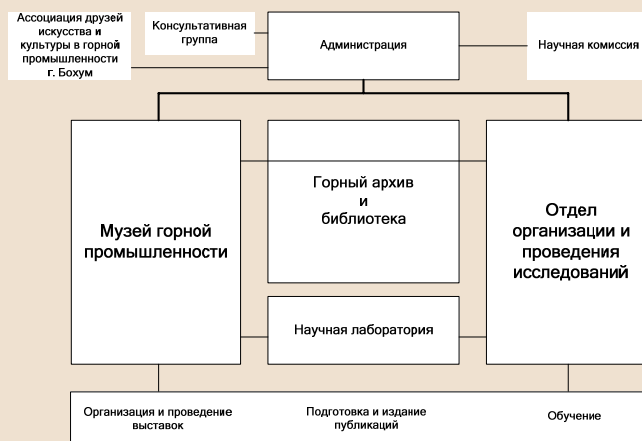 Ассоциация друзей
искусства и
культуры в горной
промышленности
г. Бохум
Консультативная
группа
Администрация
Научная комиссия
Музей горной
промышленности
Горный архив
и
библиотека
Отдел
организации и
проведения
исследований
Научная лаборатория
Организация и проведение
выставок
Подготовка и издание
публикаций
Обучение